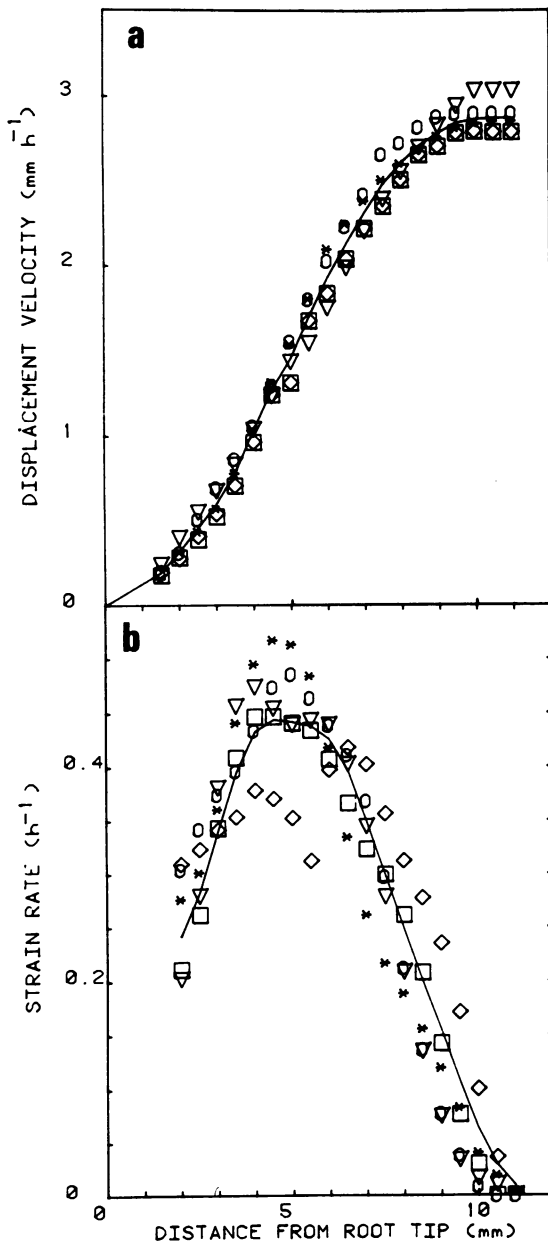 a
3
2
1
0
DISPLACEMENT VELOCITY (mm h⁻¹)
b
0.4
0.2
0
STRAIN RATE (h⁻¹)
0
5
10
DISTANCE FROM ROOT TIP (mm)